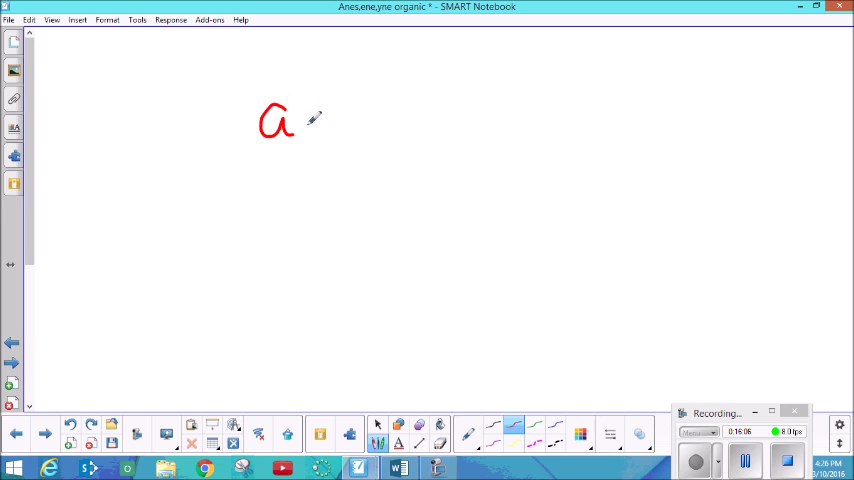 Anes,ene,yne organic * - SMART Notebook
File Edit View Insert Format Tools Response Add-ons Help
a
Recording...
Menu
0:16:06
8.0 fps
4:26 PM
3/10/2016